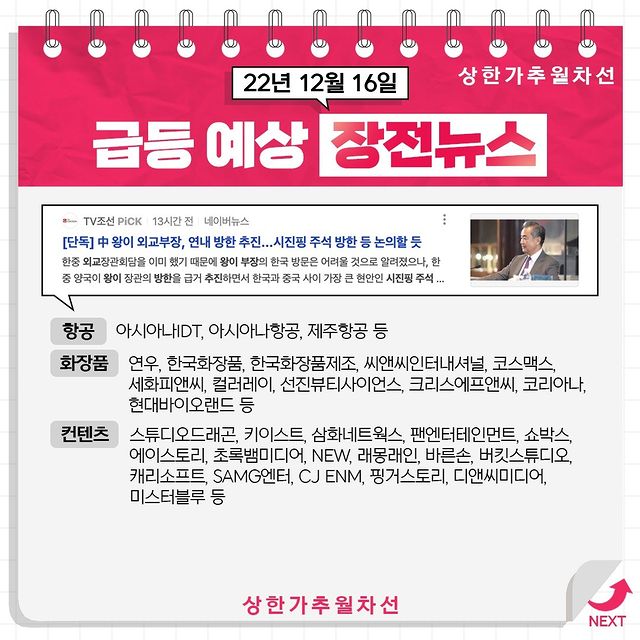 22년 12월 16일
상한가추월차선
급등 예상 장전뉴스
TV조선 PiCK 13시간 전 네이버뉴스
[단독] 中 왕이 외교부장, 연내 방한 추진...시진핑 주석 방한 등 논의할 듯
한중 외교장관회담을 이미 했기 때문에 왕이 부장의 한국 방문은 어려울 것으로 알려졌으나, 한
중 양국이 왕이 장관의 방한을 급거 추진하면서 한국과 중국 사이 가장 큰 현안인 시진핑 주석 ...
항공 아시아나IDT, 아시아나항공, 제주항공 등
화장품 연우, 한국화장품, 한국화장품제조, 씨앤씨인터내셔널, 코스맥스,
세화피앤씨, 컬러레이, 선진뷰티사이언스, 크리스에프앤씨, 코리아나,
현대바이오랜드 등
컨텐츠 스튜디오드래곤, 키이스트, 삼화네트웍스, 팬엔터테인먼트, 쇼박스,
에이스토리, 초록뱀미디어, NEW, 래몽래인, 바른손, 버킷스튜디오,
캐리소프트, SAMG엔터, CJ ENM, 핑거스토리, 디앤씨미디어,
미스터블루 등
상한가추월차선
NEXT